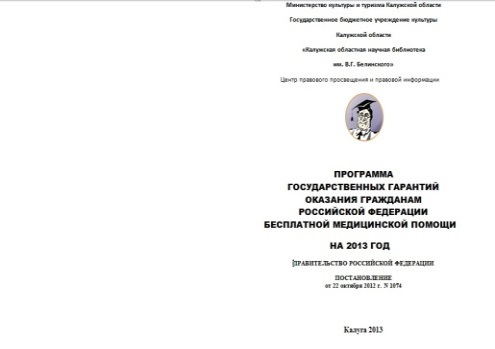 Министерство культуры и туризма Калужской области
Государственное бюджетное учреждение культуры
Калужской области
«Калужская областная научная библиотека
им. В.Г. Белинского»
Центр правового просвещения и правовой информации
ПРОГРАММА
ГОСУДАРСТВЕННЫХ ГАРАНТИЙ
ОКАЗАНИЯ ГРАЖДАНАМ
РОССИЙСКОЙ ФЕДЕРАЦИИ
БЕСПЛАТНОЙ МЕДИЦИНСКОЙ ПОМОЩИ
НА 2013 ГОД
ПРАВИТЕЛЬСТВО РОССИЙСКОЙ ФЕДЕРАЦИИ
ПОСТАНОВЛЕНИЕ
от 22 октября 2012 г. N 1074
Калуга 2013